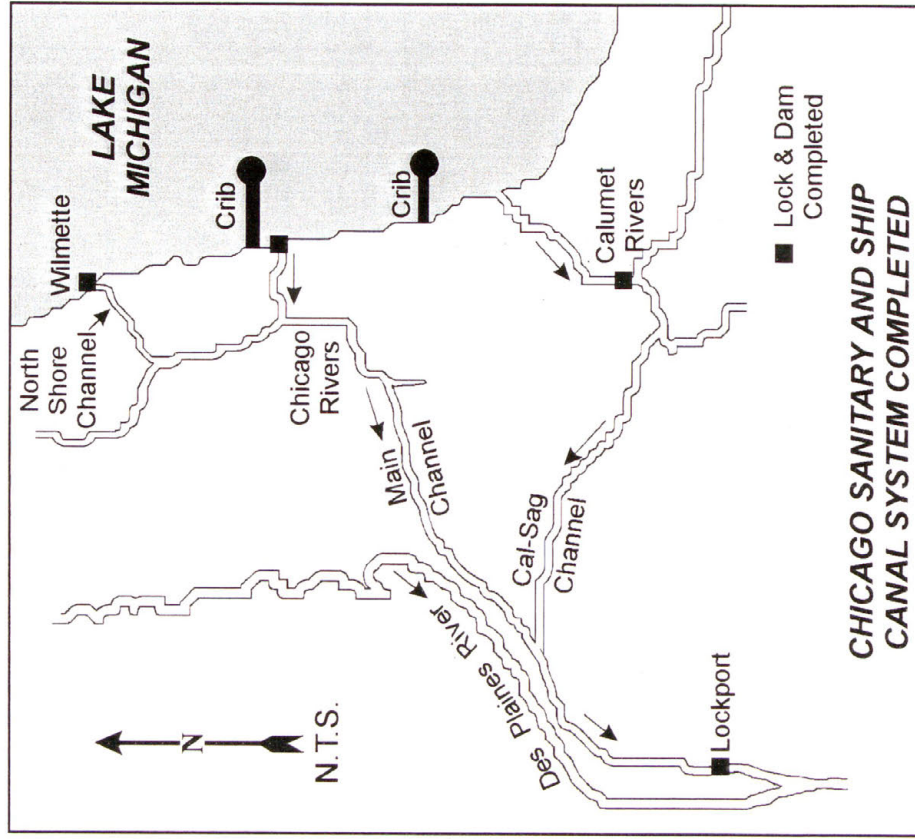 LAKE
MICHIGAN
Wilmette
North
Shore
Channel
Crib
Crib
Chicago
Rivers
Calumet
Rivers
Main
Channel
Cal-Sag
Channel
Des Plaines River
N
N.T.S.
Lockport
Lock & Dam
Completed
CHICAGO SANITARY AND SHIP
CANAL SYSTEM COMPLETED